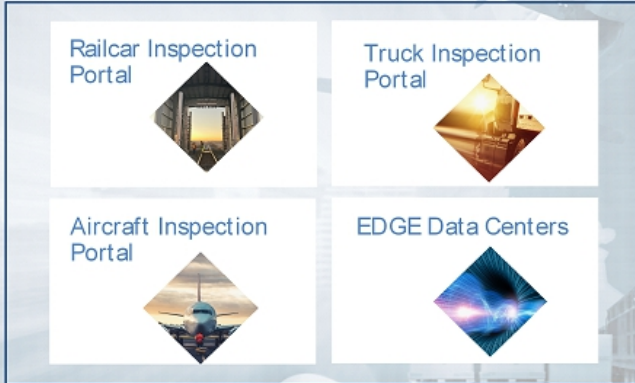 Railcar Inspection
Portal
Truck Inspection
Portal
Aircraft Inspection
Portal
EDGE Data Centers